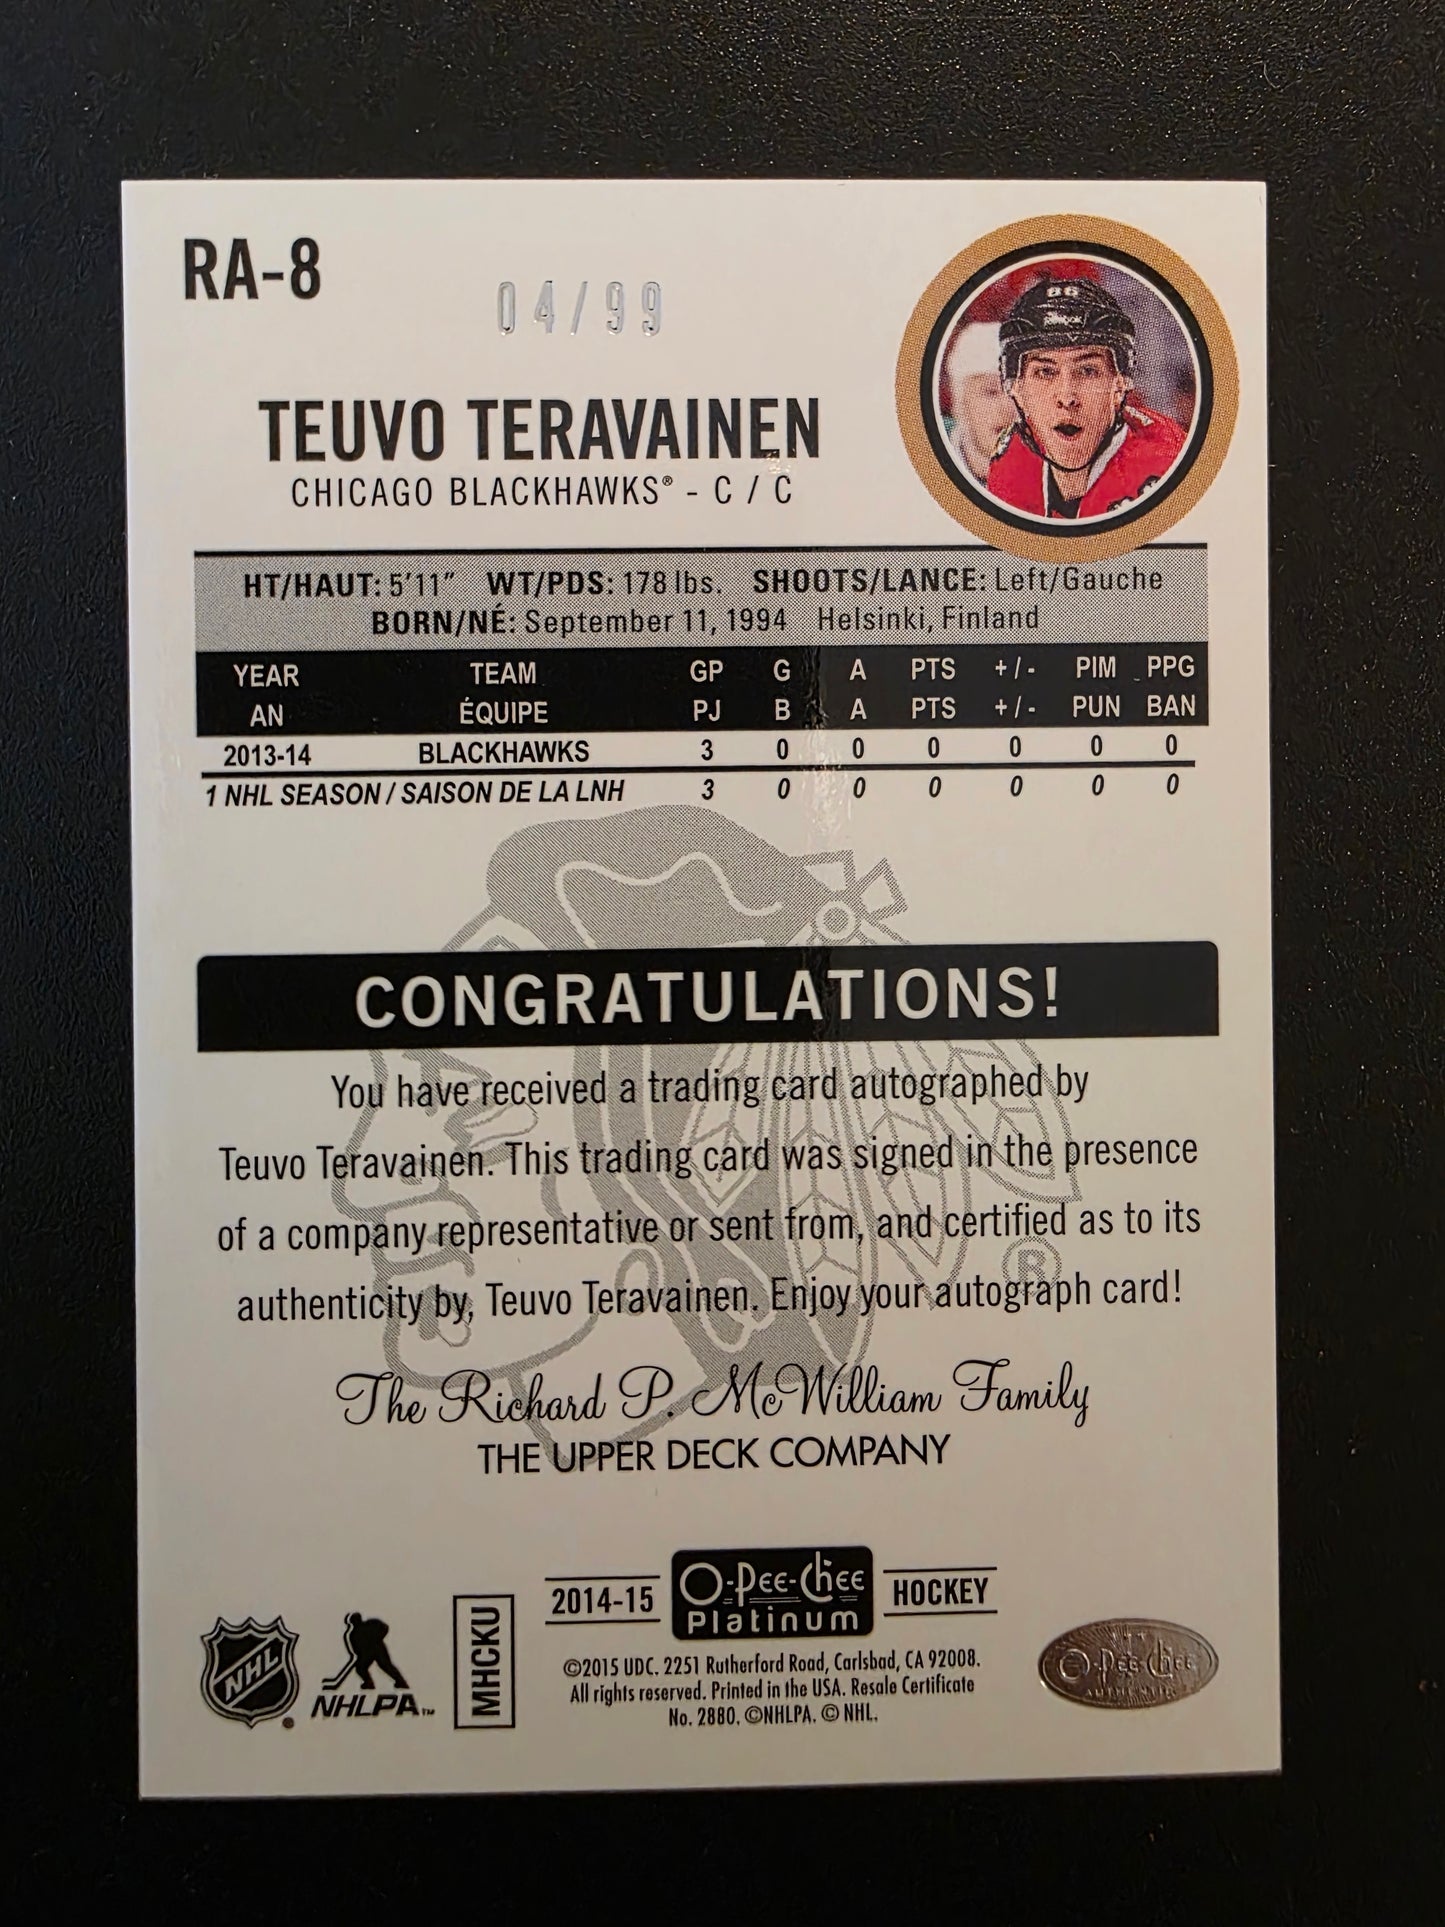 RA-8
04/99
86
TEUVO TERAVAINEN
CHICAGO BLACKHAWKS® - C / C
HT/HAUT: 5'11" WT/PDS: 178 lbs. SHOOTS/LANCE: Left/Gauche
BORN/NÉ: September 11, 1994 Helsinki, Finland
YEAR TEAM GP G A PTS +/- PIM PPG
AN ÉQUIPE PJ B A PTS +/- PUN BAN
2013-14 BLACKHAWKS 3 0 0 0 0 0 0
1 NHL SEASON / SAISON DE LA LNH 3 0 0 0 0 0 0
CONGRATULATIONS!
You have received a trading card autographed by
Teuvo Teravainen. This trading card was signed in the presence
of a company representative or sent from, and certified as to its
authenticity by, Teuvo Teravainen. Enjoy your autograph card!
®
The Richard P. McWilliam Family
THE UPPER DECK COMPANY
2014-15 O-Pee-Chee Platinum HOCKEY
NHL
NHLPA™
MHCKU
©2015 UDC. 2251 Rutherford Road, Carlsbad, CA 92008.
All rights reserved. Printed in the USA. Resale Certificate
No. 2880. ©NHLPA. © NHL.
O-Pee-Chee